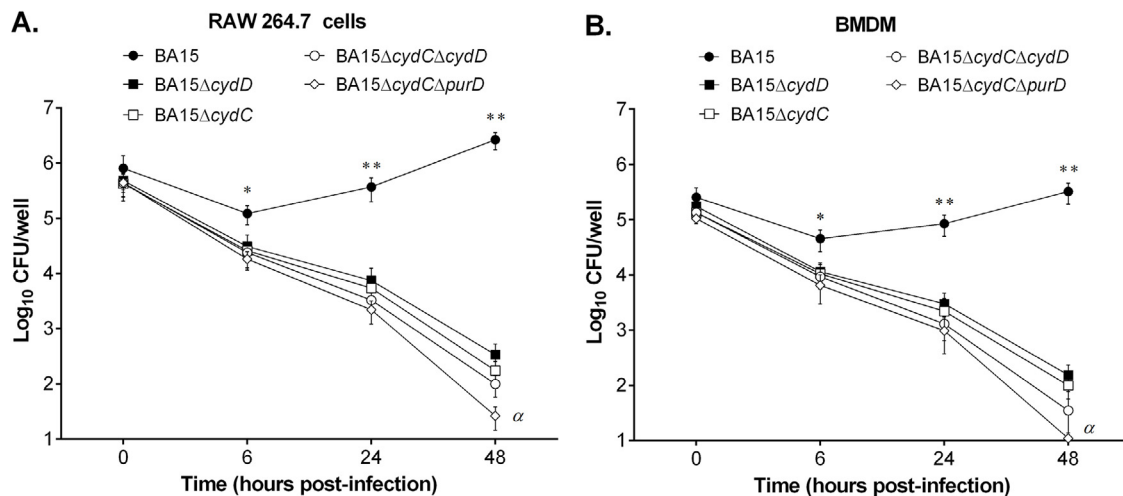 A.
RAW 264.7 cells
BA15
BA15ΔcydCΔcydD
BA15ΔcydD
BA15ΔcydCΔpurD
BA15ΔcydC
7
6
5
4
3
2
1
Log10 CFU/well
*
**
**
α
0
6
24
48
Time (hours post-infection)
B.
BMDM
BA15
BA15ΔcydCΔcydD
BA15ΔcydD
BA15ΔcydCΔpurD
BA15ΔcydC
7
6
5
4
3
2
1
Log10 CFU/well
*
**
**
α
0
6
24
48
Time (hours post-infection)